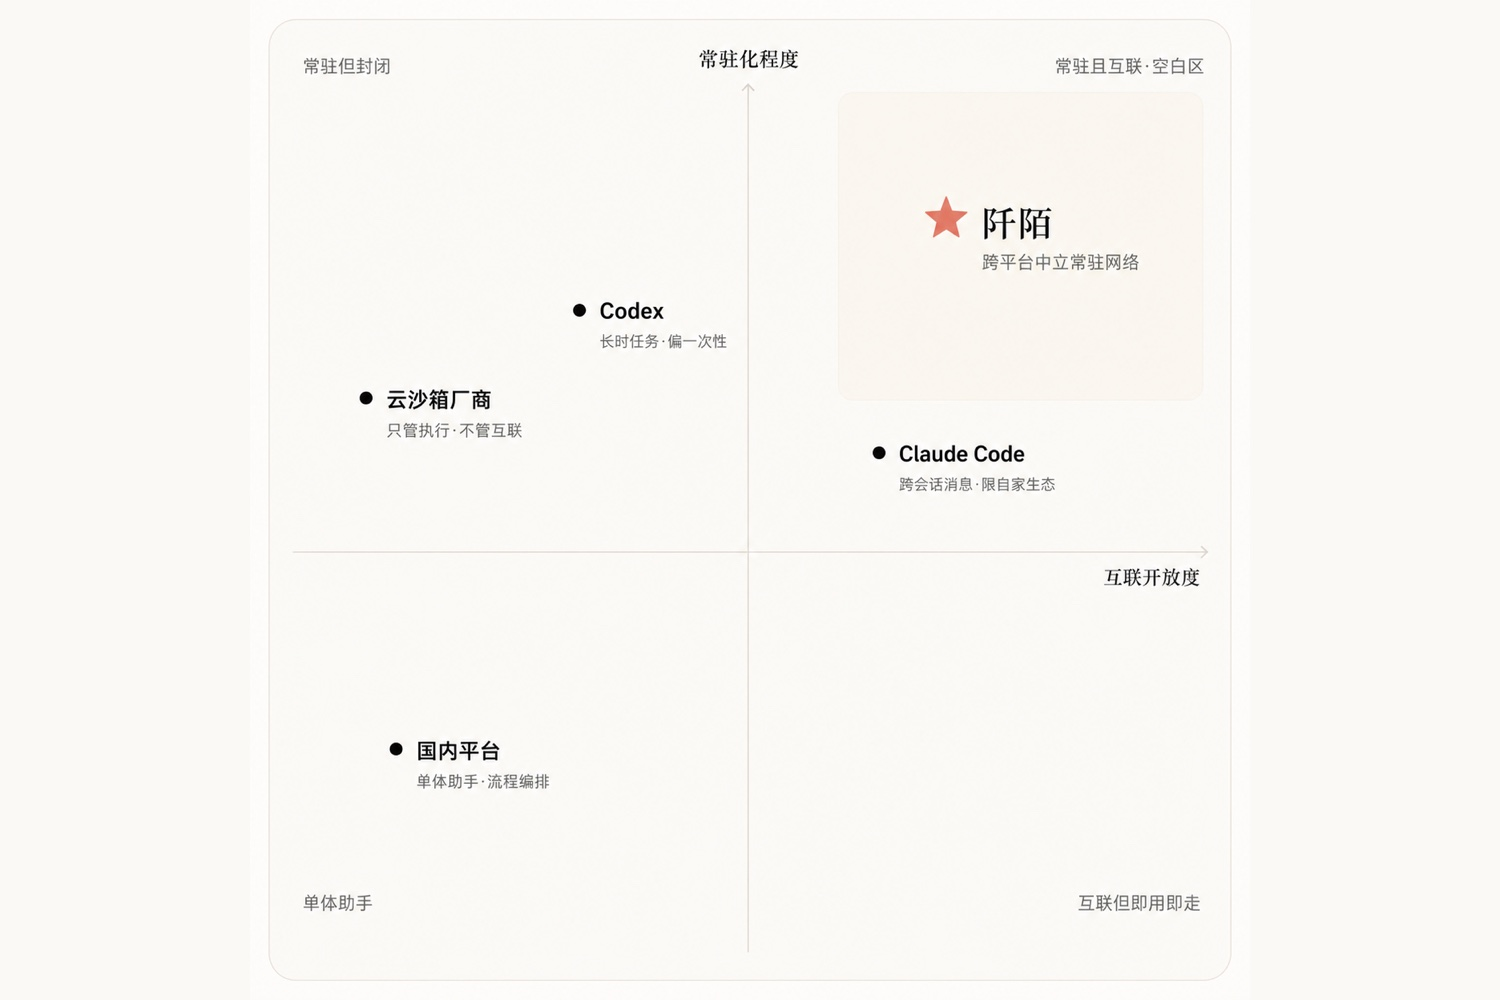 常驻化程度
常驻但封闭
常驻且互联·空白区
阡陌
跨平台中立常驻网络
Codex
长时任务·偏一次性
云沙箱厂商
只管执行·不管互联
Claude Code
跨会话消息·限自家生态
互联开放度
国内平台
单体助手·流程编排
单体助手
互联但即用即走